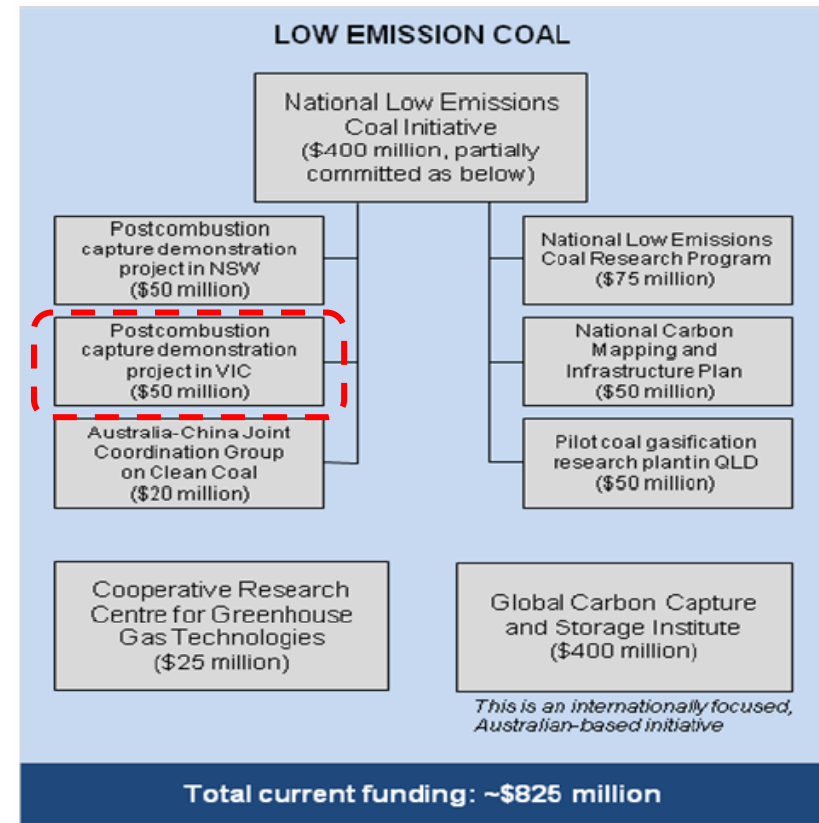 LOW EMISSION COAL
National Low Emissions
Coal Initiative
($400 million, partially
committed as below)
Postcombustion
capture demonstration
project in NSW
($50 million)
National Low Emissions
Coal Research Program
($75 million)
Postcombustion
capture demonstration
project in VIC
($50 million)
National Carbon
Mapping and
Infrastructure Plan
($50 million)
Australia-China Joint
Coordination Group
on Clean Coal
($20 million)
Pilot coal gasification
research plant in QLD
($50 million)
Cooperative Research
Centre for Greenhouse
Gas Technologies
($25 million)
Global Carbon Capture
and Storage Institute
($400 million)
This is an internationally focused,
Australian-based initiative
Total current funding: ~$825 million